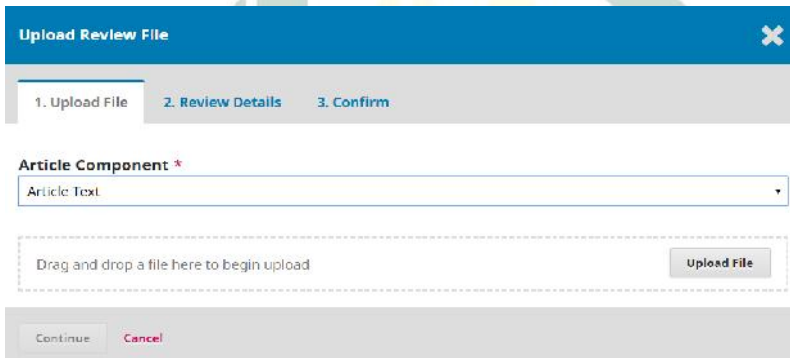 Upload Review File
1. Upload File 2. Review Details 3. Confirm
Article Component *
Article Text
Drag and drop a file here to begin upload Upload File
Continue Cancel